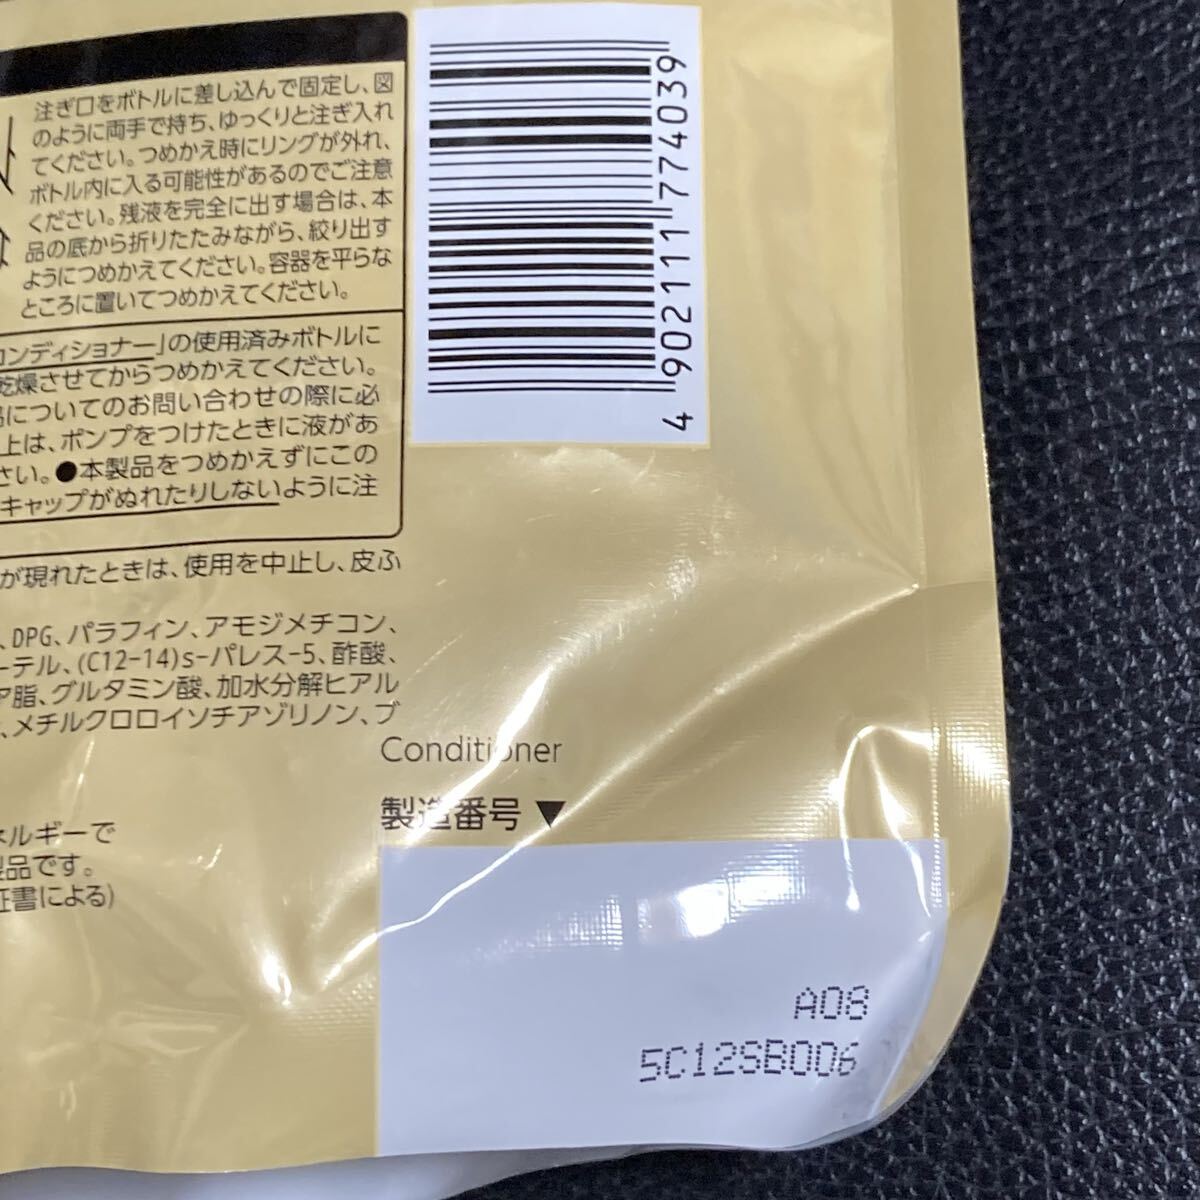 注ぎ口をボトルに差し込んで固定し、図
のように両手で持ち、ゆっくりと注ぎ入れ
てください。つめかえ時にリングが外れ、
ボトル内に入る可能性があるのでご注意
ください。残液を完全に出す場合は、本
品の底から折りたたみながら、絞り出す
ようにつめかえてください。容器を平らな
ところに置いてつめかえてください。
コンディショナー」の使用済みボトルに
乾燥させてからつめかえてください。
品についてのお問い合わせの際に必
上は、ポンプをつけたときに液があ
さい。●本製品をつめかえずにこの
キャップがぬれたりしないように注
が現れたときは、使用を中止し、皮ふ
、DPG、パラフィン、アモジメチコン、
ーテル、(C12-14)s-パレス-5、酢酸、
ア脂、グルタミン酸、加水分解ヒアル
、メチルクロロイソチアゾリノン、ブ
ネルギーで
製品です。
証書による)
4 902111 774039
Conditioner
製造番号 ▼
A08
5C12SB006